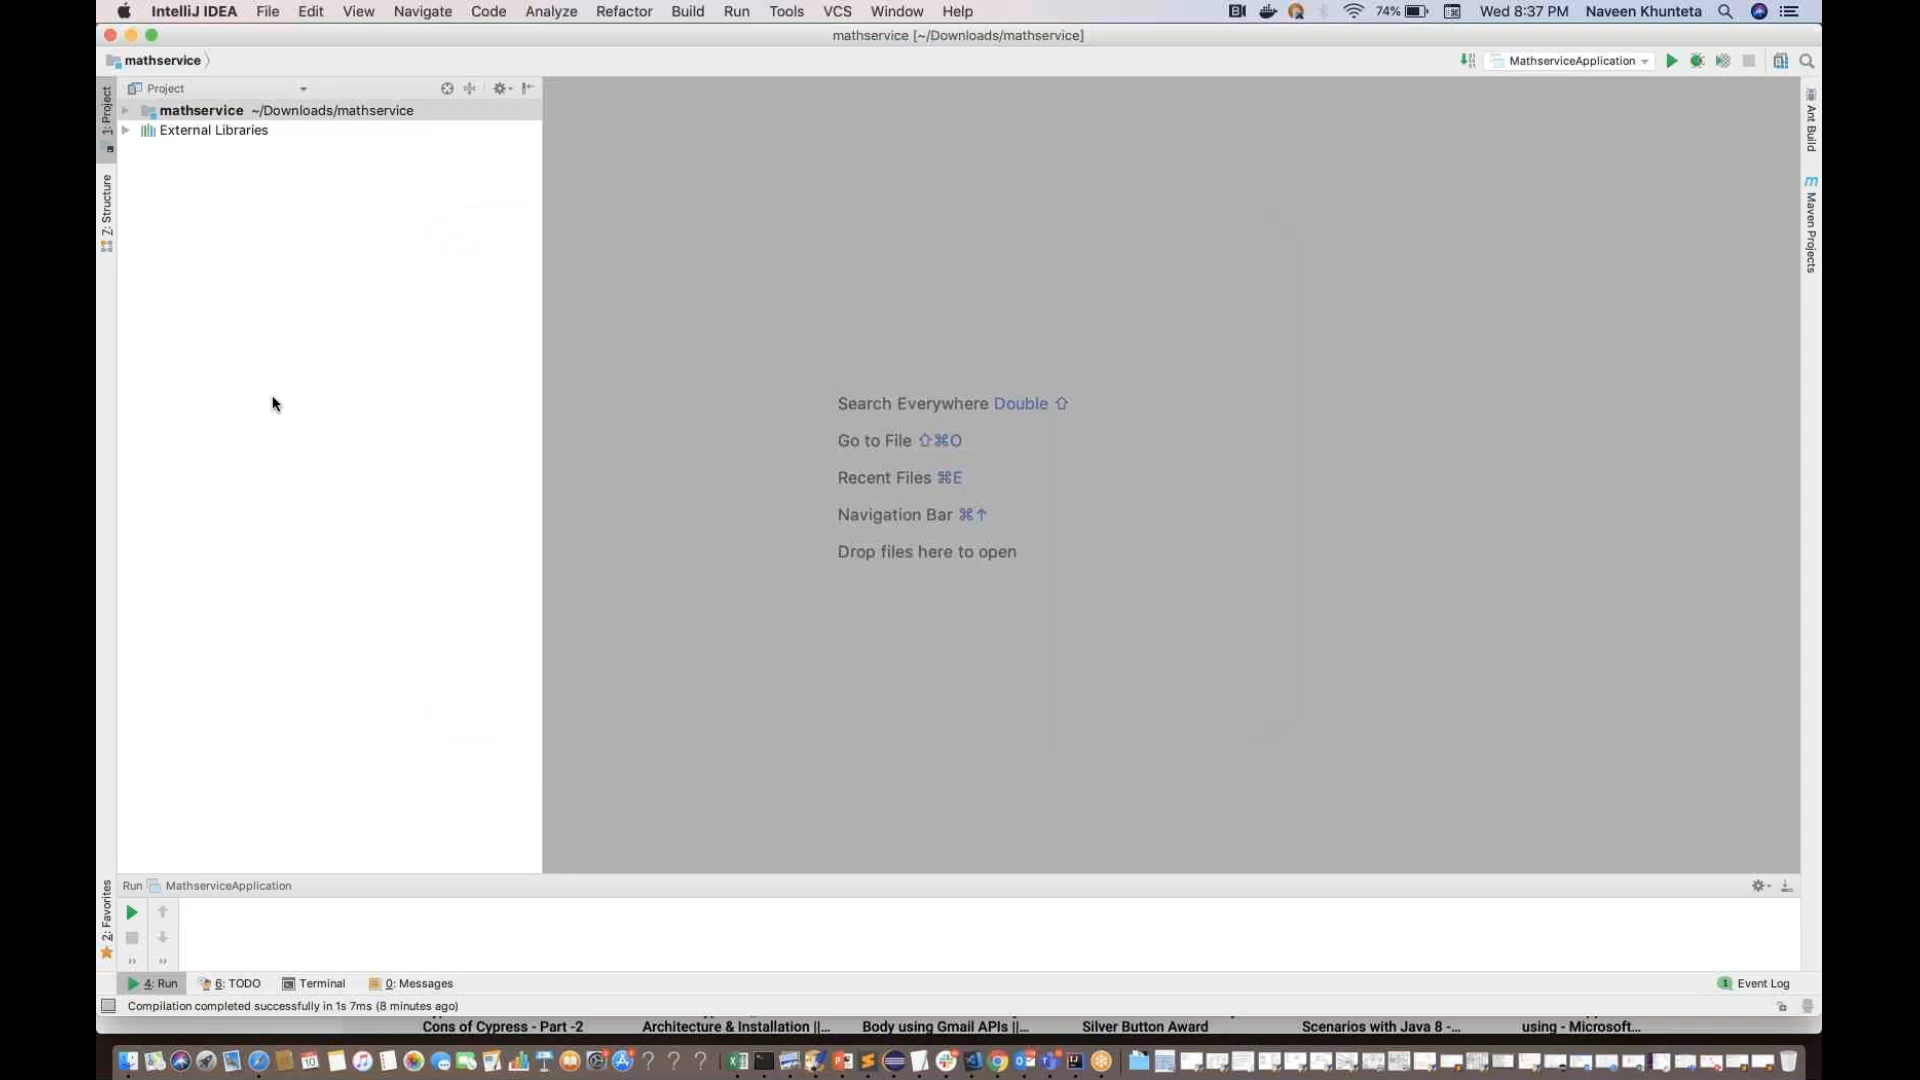 IntelliJ IDEA File Edit View Navigate Code Analyze Refactor Build Run Tools VCS Window Help 74% Wed 8:37 PM Naveen Khunteta
mathservice [~/Downloads/mathservice]
mathservice
MathserviceApplication
Project
mathservice ~/Downloads/mathservice
External Libraries
1: Project
Z: Structure
2: Favorites
Ant Build
m Maven Projects
Search Everywhere Double ⇧
Go to File ⇧⌘O
Recent Files ⌘E
Navigation Bar ⌘↑
Drop files here to open
Run MathserviceApplication
4: Run 6: TODO Terminal 0: Messages 1 Event Log
Compilation completed successfully in 1s 7ms (8 minutes ago)
Cons of Cypress - Part -2 Architecture & Installation ||... Body using Gmail APIs ||... Silver Button Award Scenarios with Java 8 -... using - Microsoft...